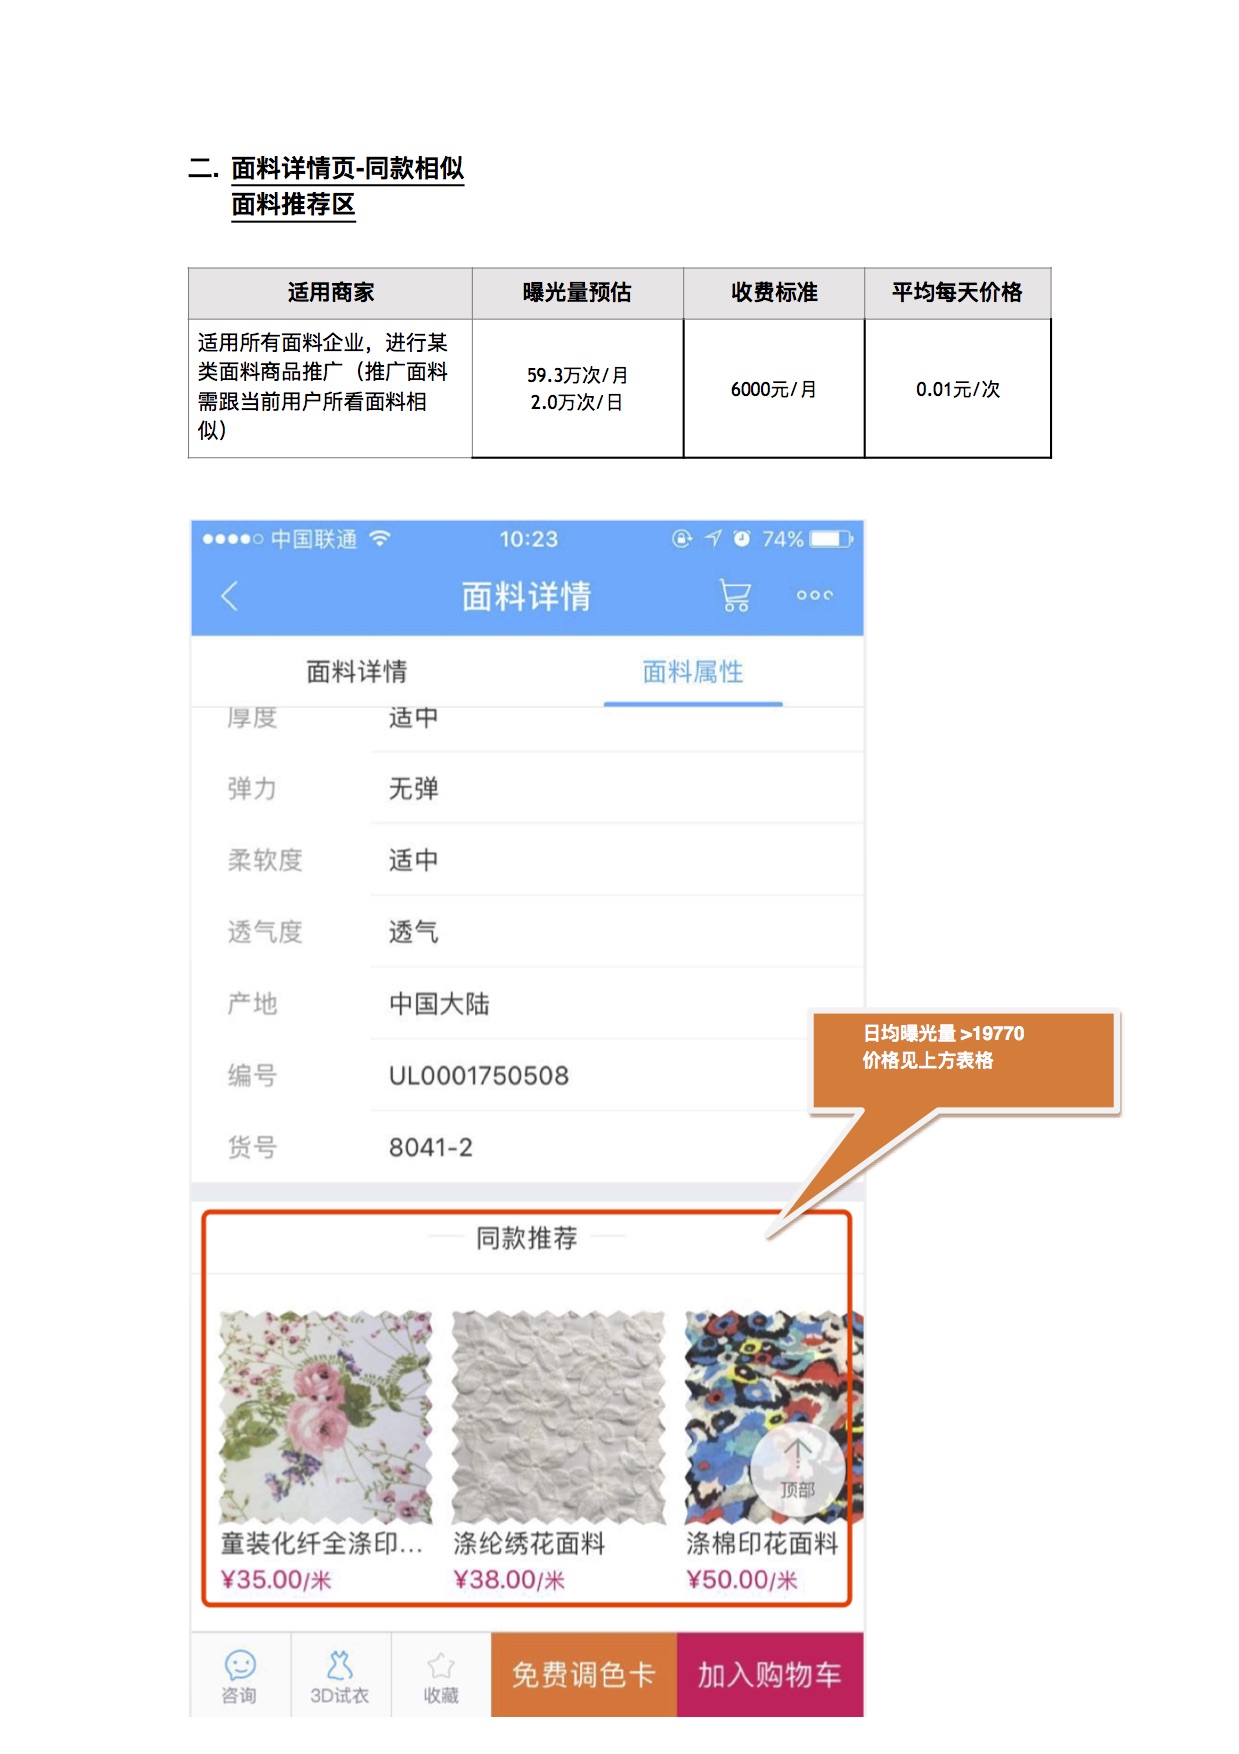 二. 面料详情页-同款相似
面料推荐区
适用商家 曝光量预估 收费标准 平均每天价格
适用所有面料企业，进行某
类面料商品推广（推广面料
需跟当前用户所看面料相
似）
59.3万次/月
2.0万次/日
6000元/月
0.01元/次
中国联通 10:23 74%
面料详情
面料详情 面料属性
厚度 适中
弹力 无弹
柔软度 适中
透气度 透气
产地 中国大陆
编号 UL0001750508
货号 8041-2
日均曝光量 >19770
价格见上方表格
同款推荐
顶部
童装化纤全涤印... 涤纶绣花面料 涤棉印花面料
¥35.00/米 ¥38.00/米 ¥50.00/米
咨询 3D试衣 收藏 免费调色卡 加入购物车